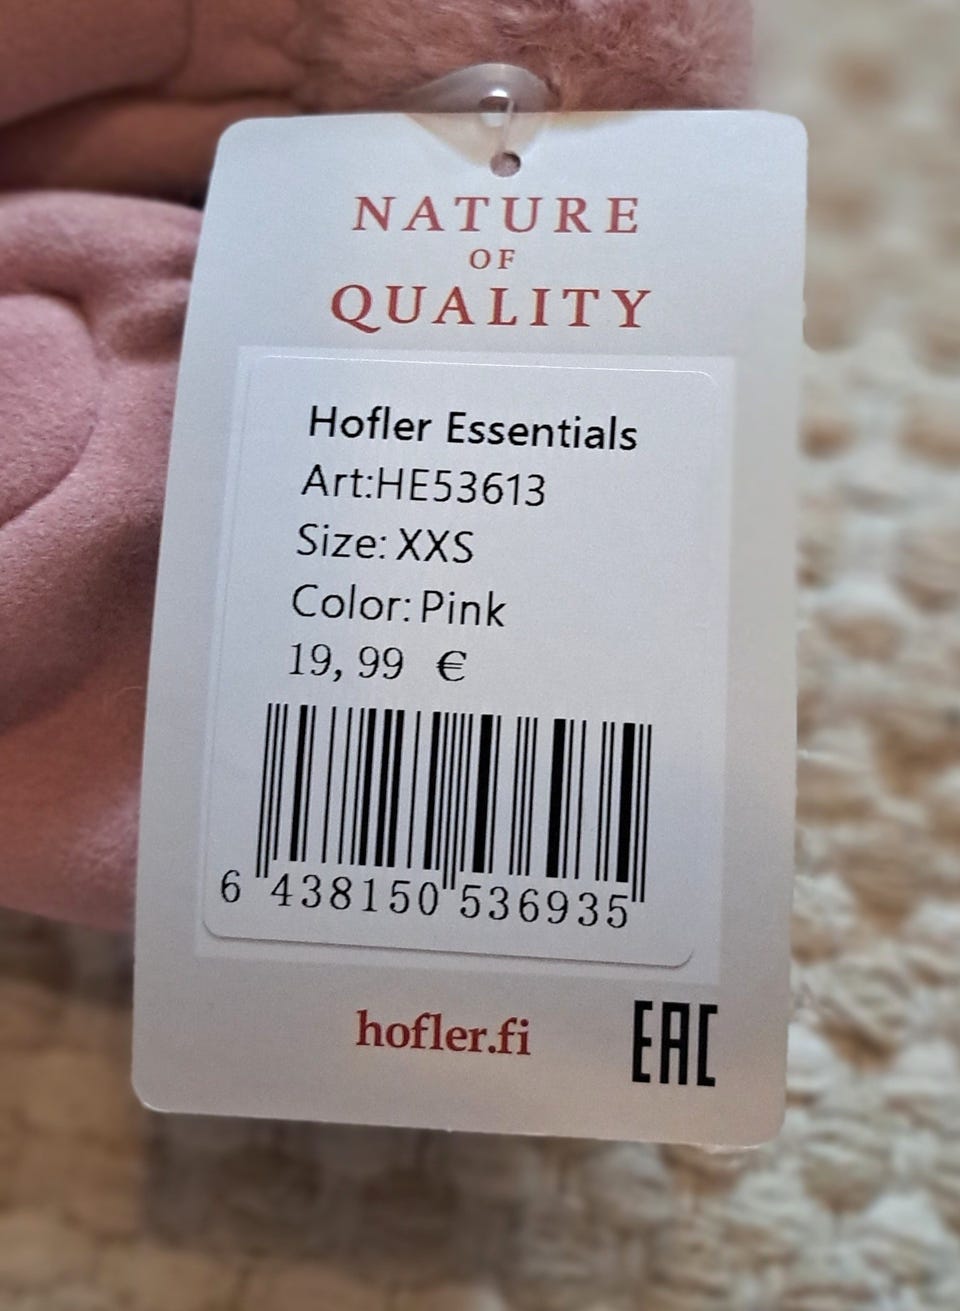 NATURE
OF
QUALITY
Hofler Essentials
Art:HE53613
Size: XXS
Color: Pink
19,99 €
6 438150 536935
hofler.fi
EAC